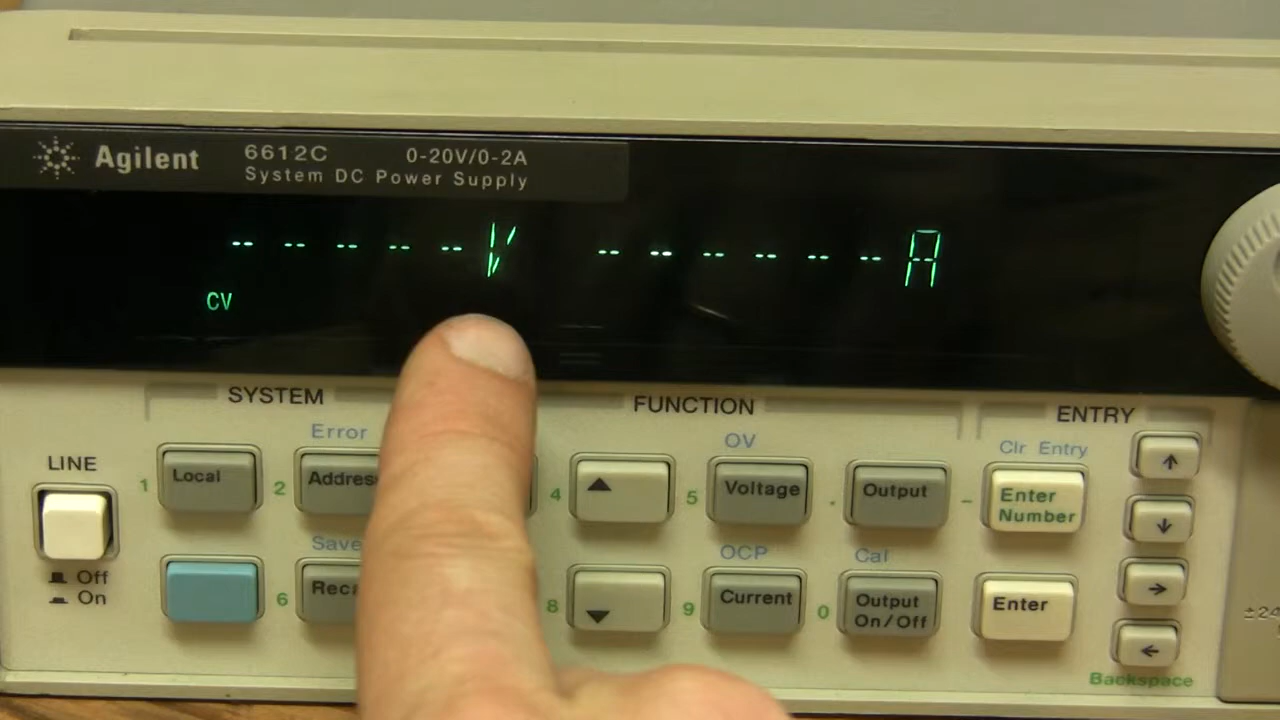 Agilent 6612C 0-20V/0-2A
System DC Power Supply
-- -- -- -- -- V -- -- -- -- -- -- A
CV
SYSTEM FUNCTION ENTRY
Error OV Clr Entry
LINE
1 Local 2 4 ▲ 5 Voltage . Output - Enter Number ↑
↓
Save OCP Cal
Off
On
6 8 ▼ 9 Current 0 Output On/Off Enter →
←
Backspace